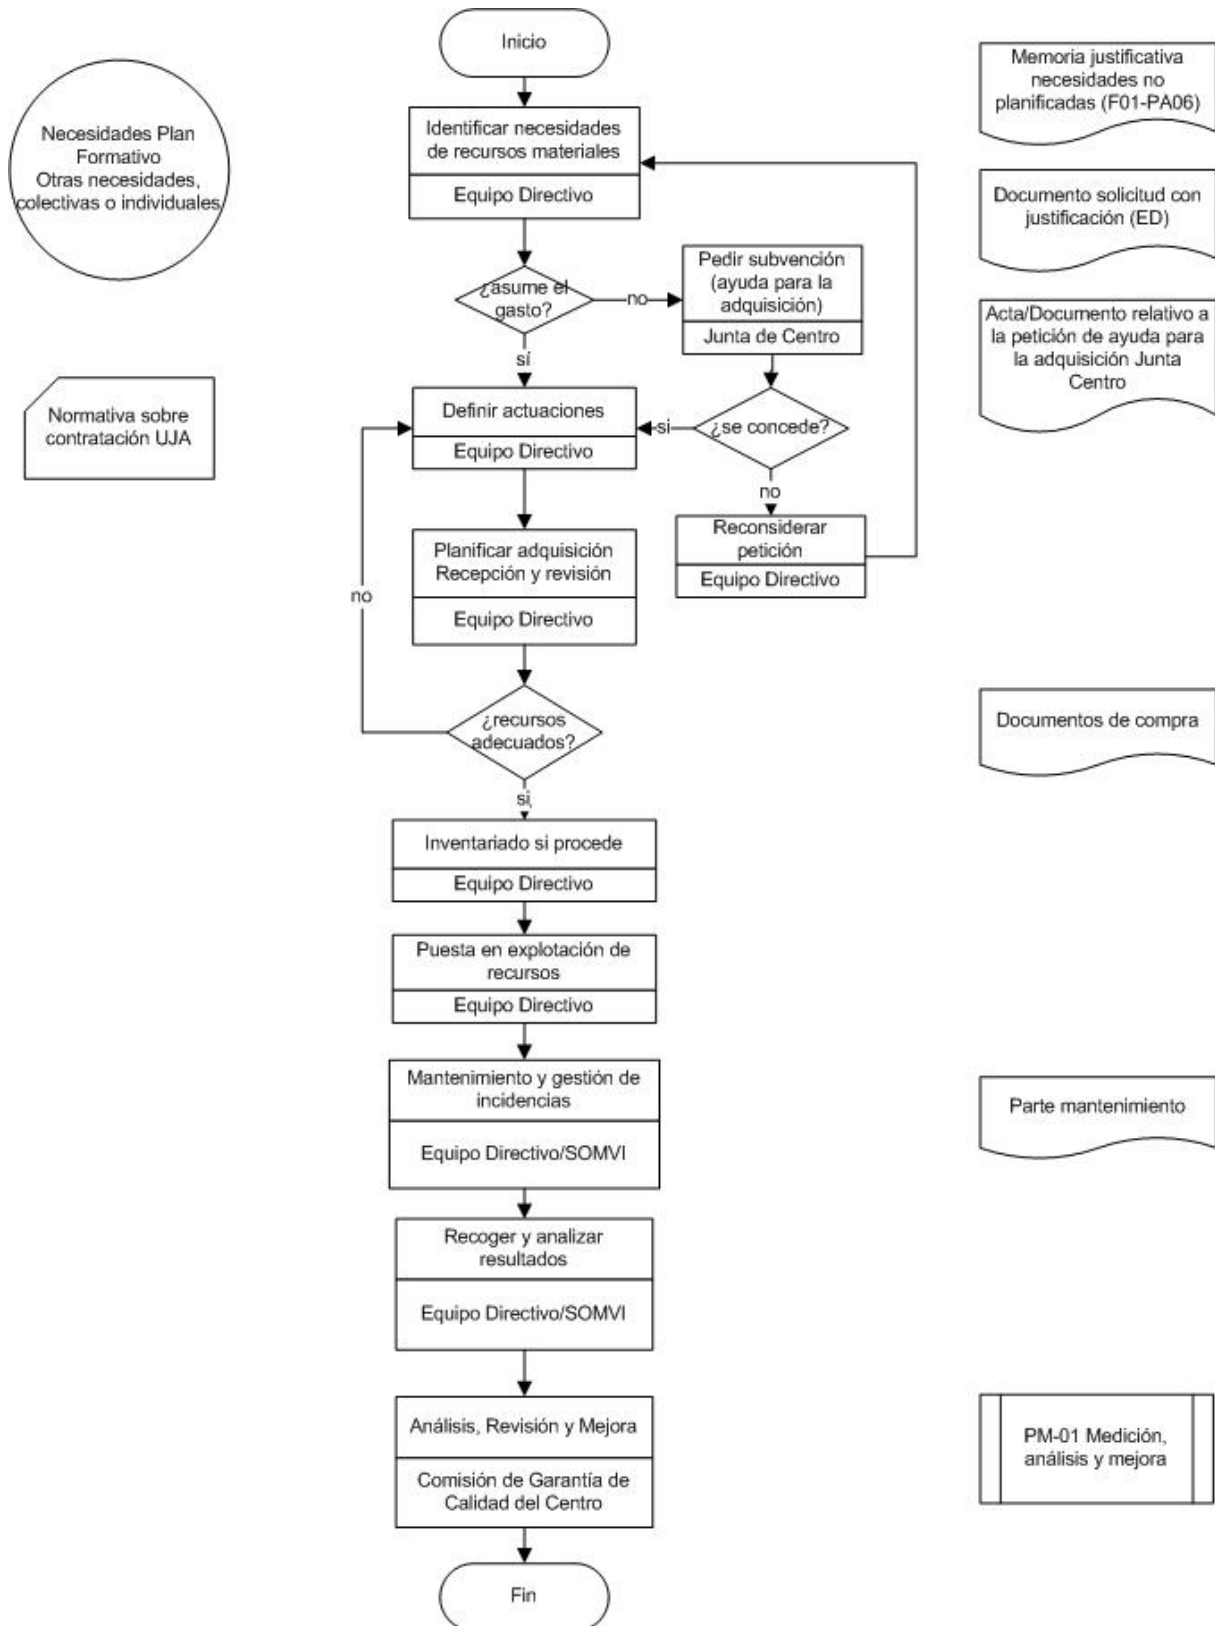 Inicio
Necesidades Plan
Formativo
Otras necesidades,
colectivas o individuales
Memoria justificativa
necesidades no
planificadas (F01-PA06)
Identificar necesidades
de recursos materiales
Equipo Directivo
Documento solicitud con
justificación (ED)
¿asume el
gasto?
no
sí
Pedir subvención
(ayuda para la
adquisición)
Junta de Centro
Acta/Documento relativo a
la petición de ayuda para
la adquisición Junta
Centro
Normativa sobre
contratación UJA
Definir actuaciones
Equipo Directivo
si
¿se concede?
no
Reconsiderar
petición
Equipo Directivo
Planificar adquisición
Recepción y revisión
Equipo Directivo
no
¿recursos
adecuados?
si
Documentos de compra
Inventariado si procede
Equipo Directivo
Puesta en explotación de
recursos
Equipo Directivo
Mantenimiento y gestión de
incidencias
Equipo Directivo/SOMVI
Parte mantenimiento
Recoger y analizar
resultados
Equipo Directivo/SOMVI
Análisis, Revisión y Mejora
Comisión de Garantía de
Calidad del Centro
PM-01 Medición,
análisis y mejora
Fin